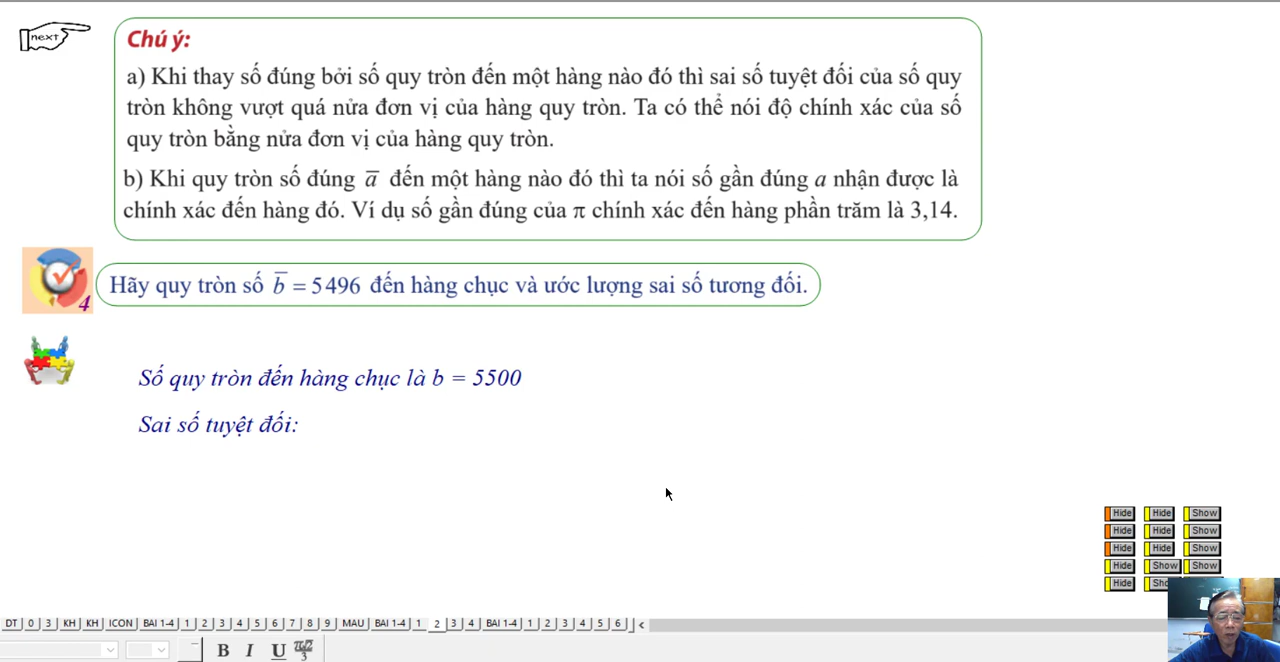 next
Chú ý:
a) Khi thay số đúng bởi số quy tròn đến một hàng nào đó thì sai số tuyệt đối của số quy
tròn không vượt quá nửa đơn vị của hàng quy tròn. Ta có thể nói độ chính xác của số
quy tròn bằng nửa đơn vị của hàng quy tròn.
b) Khi quy tròn số đúng a̅ đến một hàng nào đó thì ta nói số gần đúng a nhận được là
chính xác đến hàng đó. Ví dụ số gần đúng của π chính xác đến hàng phần trăm là 3,14.
4
Hãy quy tròn số b̅ = 5 496 đến hàng chục và ước lượng sai số tương đối.
Số quy tròn đến hàng chục là b = 5500
Sai số tuyệt đối:
Hide Hide Show
Hide Hide Show
Hide Hide Show
Hide Show Show
Hide
DT 0 3 KH KH ICON BAI 1-4 1 2 3 4 5 6 7 8 9 MAU BAI 1-4 1 2 3 4 BAI 1-4 1 2 3 4 5 6 <
B I U